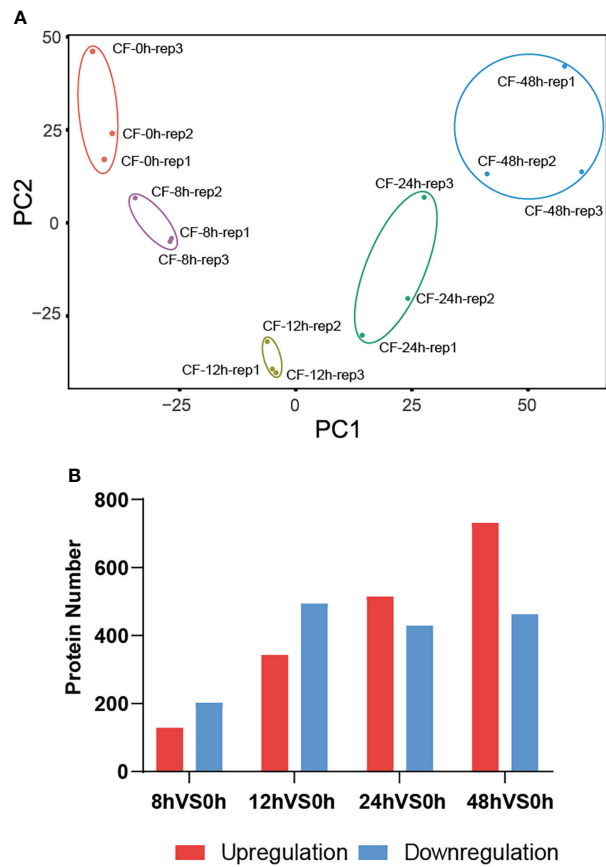 A
50
25
0
−25
PC2
CF-0h-rep3
CF-0h-rep2
CF-0h-rep1
CF-8h-rep2
CF-8h-rep1
CF-8h-rep3
CF-12h-rep2
CF-12h-rep1
CF-12h-rep3
CF-24h-rep3
CF-24h-rep2
CF-24h-rep1
CF-48h-rep1
CF-48h-rep2
CF-48h-rep3
−25
0
25
50
PC1
B
800
600
400
200
0
Protein Number
8hVS0h
12hVS0h
24hVS0h
48hVS0h
Upregulation
Downregulation